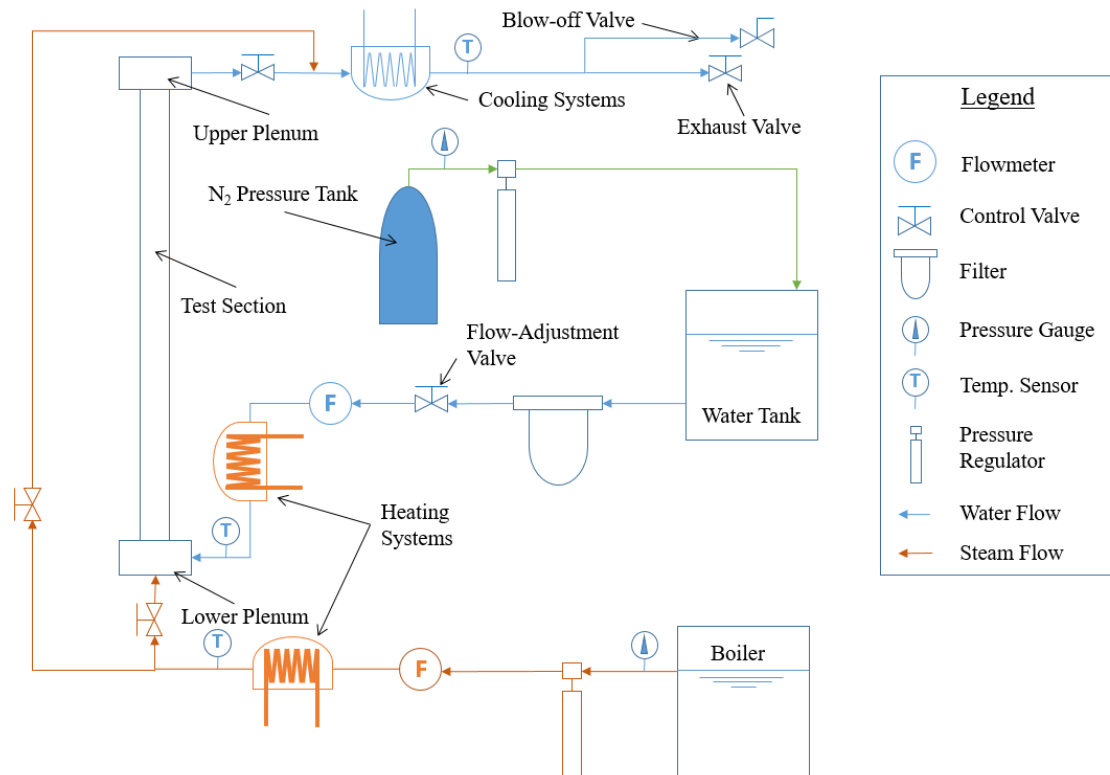 Blow-off Valve
T
Cooling Systems
Exhaust Valve
Upper Plenum
N₂ Pressure Tank
Test Section
Flow-Adjustment
Valve
F
Water Tank
Heating
Systems
T
Lower Plenum
T
F
Boiler
Legend
F
Flowmeter
Control Valve
Filter
Pressure Gauge
T
Temp. Sensor
Pressure
Regulator
Water Flow
Steam Flow